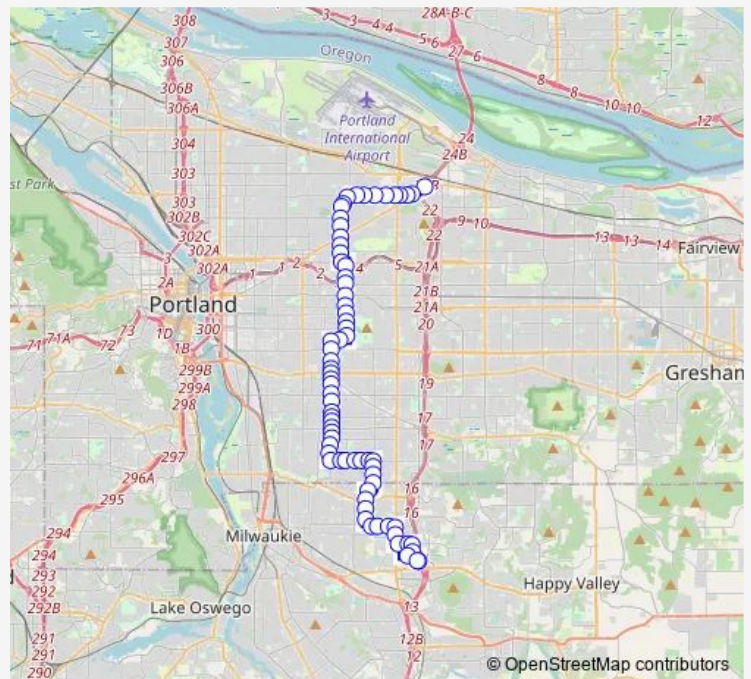 308
28A-B-C
3
3
4
4
5
6
307
27
6
306
Oregon
8
8
306B
306A
10
10
12
Portland
International
Airport
304
24
24B
303
st Park
303
302B
22
9
10
302C
22
13
13
14
302A
Fairview
3
302A
1
1
2
2
4
5
21A
2A
21B
Portland
21A
1D
300
20
73
71
71A
72
1B
299B
Gresham
299A
19
298
17
297
17
296A
16
295
16
294
Milwaukie
294
293
Happy Valley
292
292B
Lake Oswego
13
291
12B
291
12
290
© OpenStreetMap contributors